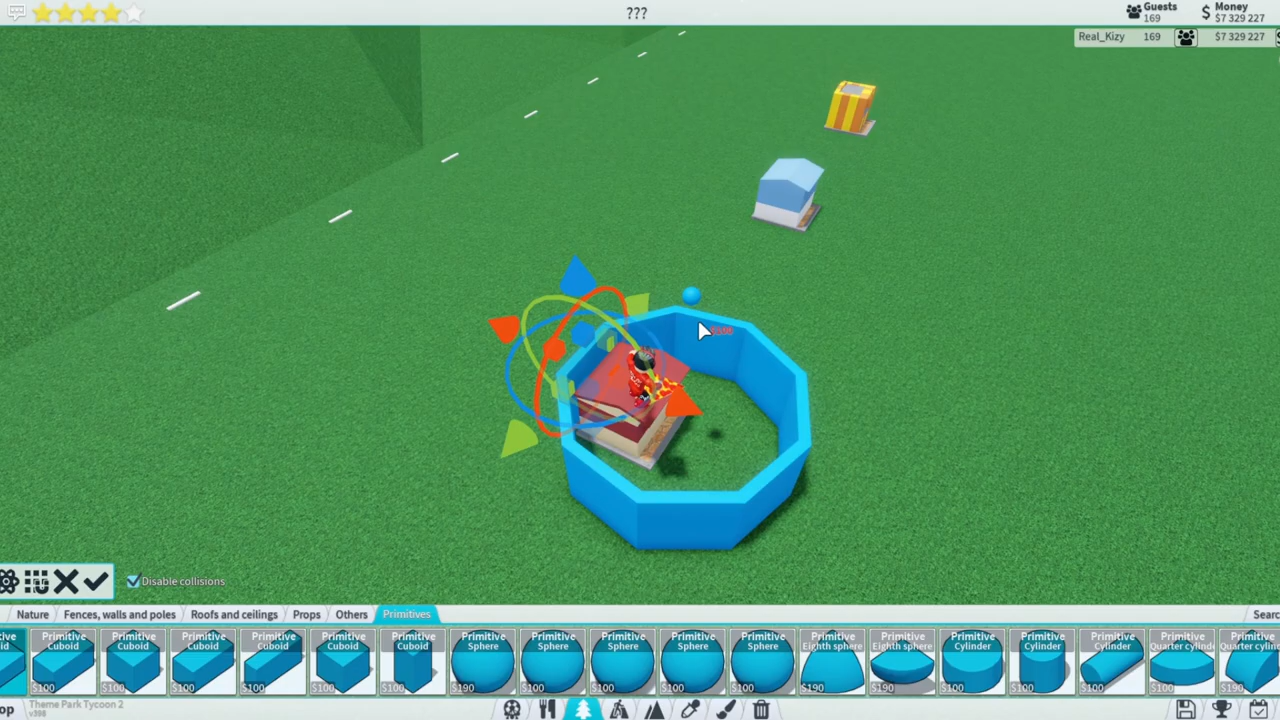 ???
Guests
169
Money
$7 329 227
Real_Kizy 169 $7 329 227
$100
Disable collisions
Nature Fences, walls and poles Roofs and ceilings Props Others Primitives Searc
Primitive Cuboid
Primitive Cuboid
Primitive Cuboid
Primitive Cuboid
Primitive Cuboid
Primitive Cuboid
Primitive Sphere
Primitive Sphere
Primitive Sphere
Primitive Sphere
Primitive Sphere
Primitive Eighth sphere
Primitive Eighth sphere
Primitive Cylinder
Primitive Cylinder
Primitive Cylinder
Primitive Quarter cylinde
Primitive Quarter cylin
$100 $100 $100 $100 $100 $100 $190 $100 $100 $100 $100 $190 $190 $100 $100 $100 $100 $190
op Theme Park Tycoon 2
v398